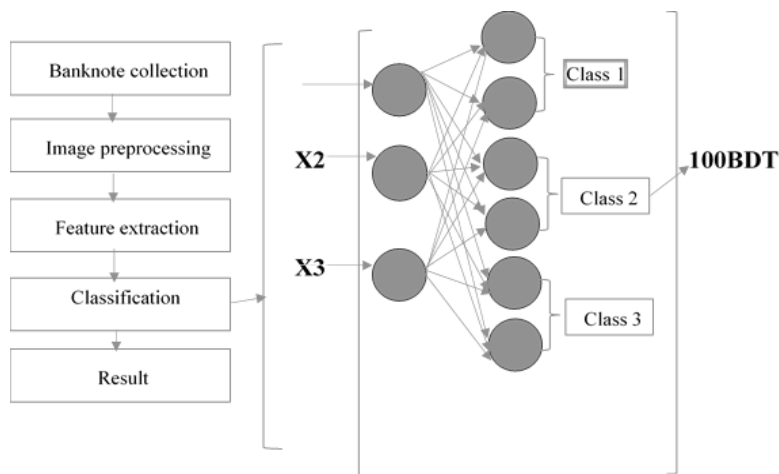 Banknote collection
Image preprocessing
Feature extraction
Classification
Result
X2
X3
Class 1
Class 2
Class 3
100BDT